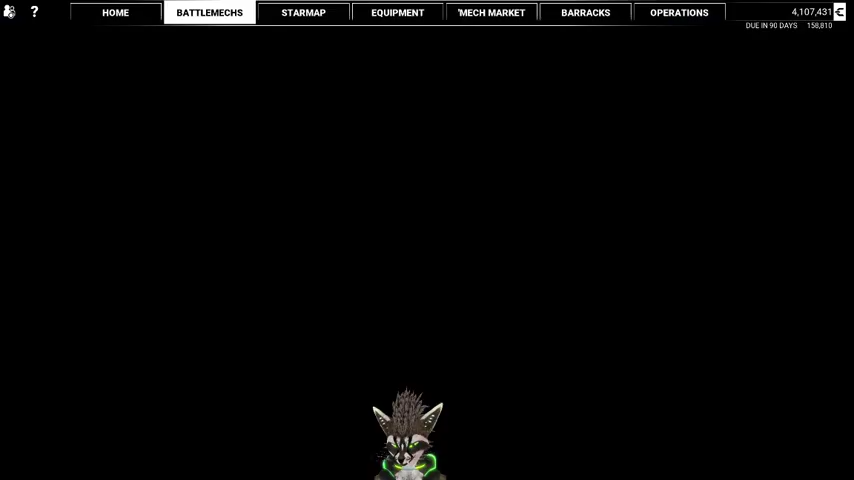 ? HOME BATTLEMECHS STARMAP EQUIPMENT 'MECH MARKET BARRACKS OPERATIONS 4,107,431
DUE IN 90 DAYS 158,810